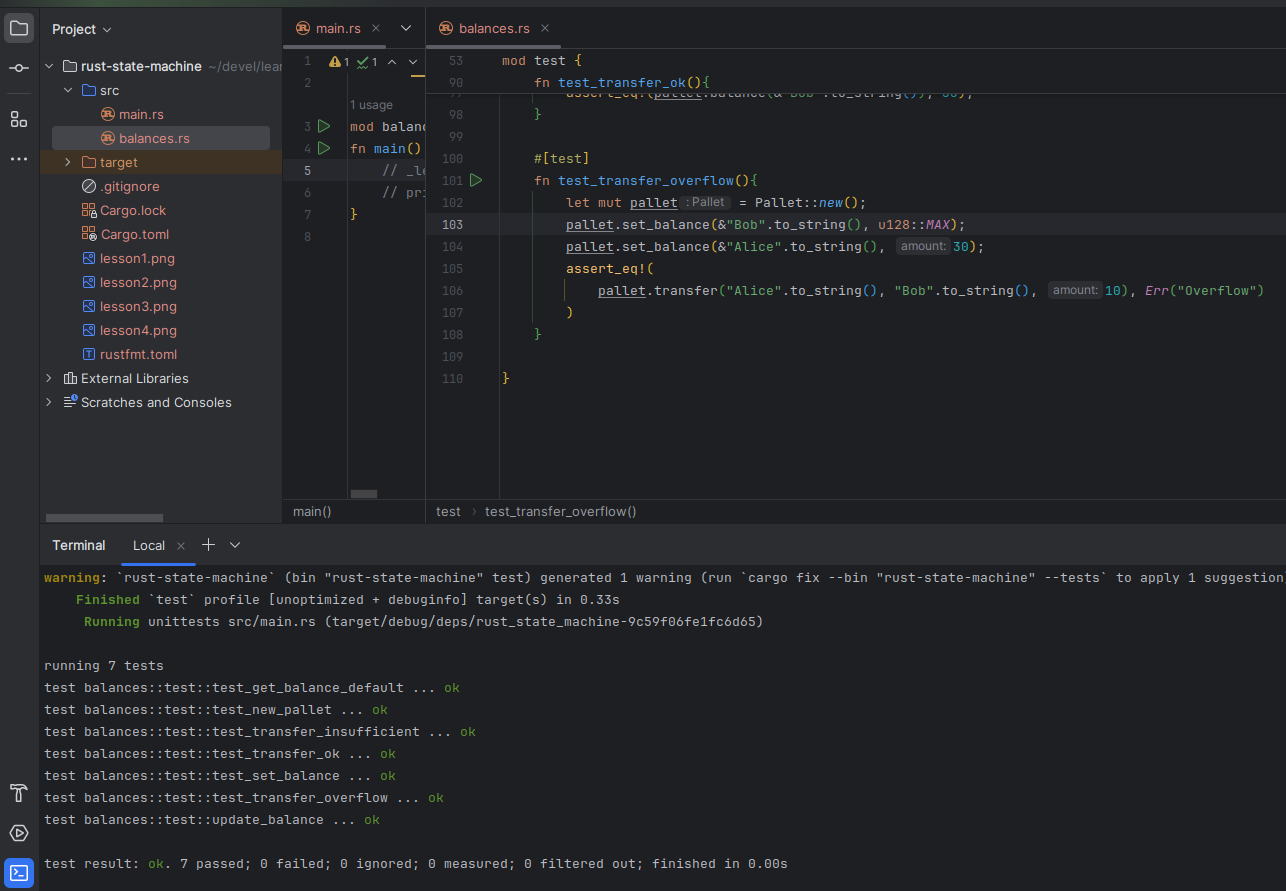 Project
rust-state-machine ~/devel/lear
src
main.rs
balances.rs
target
.gitignore
Cargo.lock
Cargo.toml
lesson1.png
lesson2.png
lesson3.png
lesson4.png
rustfmt.toml
External Libraries
Scratches and Consoles
main.rs
1 1 1
2
1 usage
3 mod balanc
4 fn main()
5 // _le
6 // pri
7 }
8
main()
balances.rs
53 mod test {
90 fn test_transfer_ok(){
97 assert_eq!(pallet.balance(&"Bob".to_string()), 30);
98 }
99
100 #[test]
101 fn test_transfer_overflow(){
102 let mut pallet : Pallet = Pallet::new();
103 pallet.set_balance(&"Bob".to_string(), u128::MAX);
104 pallet.set_balance(&"Alice".to_string(), amount: 30);
105 assert_eq!(
106 pallet.transfer("Alice".to_string(), "Bob".to_string(), amount: 10), Err("Overflow")
107 )
108 }
109
110 }
test › test_transfer_overflow()
Terminal Local
warning: `rust-state-machine` (bin "rust-state-machine" test) generated 1 warning (run `cargo fix --bin "rust-state-machine" --tests` to apply 1 suggestion
Finished `test` profile [unoptimized + debuginfo] target(s) in 0.33s
Running unittests src/main.rs (target/debug/deps/rust_state_machine-9c59f06fe1fc6d65)
running 7 tests
test balances::test::test_get_balance_default ... ok
test balances::test::test_new_pallet ... ok
test balances::test::test_transfer_insufficient ... ok
test balances::test::test_transfer_ok ... ok
test balances::test::test_set_balance ... ok
test balances::test::test_transfer_overflow ... ok
test balances::test::update_balance ... ok
test result: ok. 7 passed; 0 failed; 0 ignored; 0 measured; 0 filtered out; finished in 0.00s